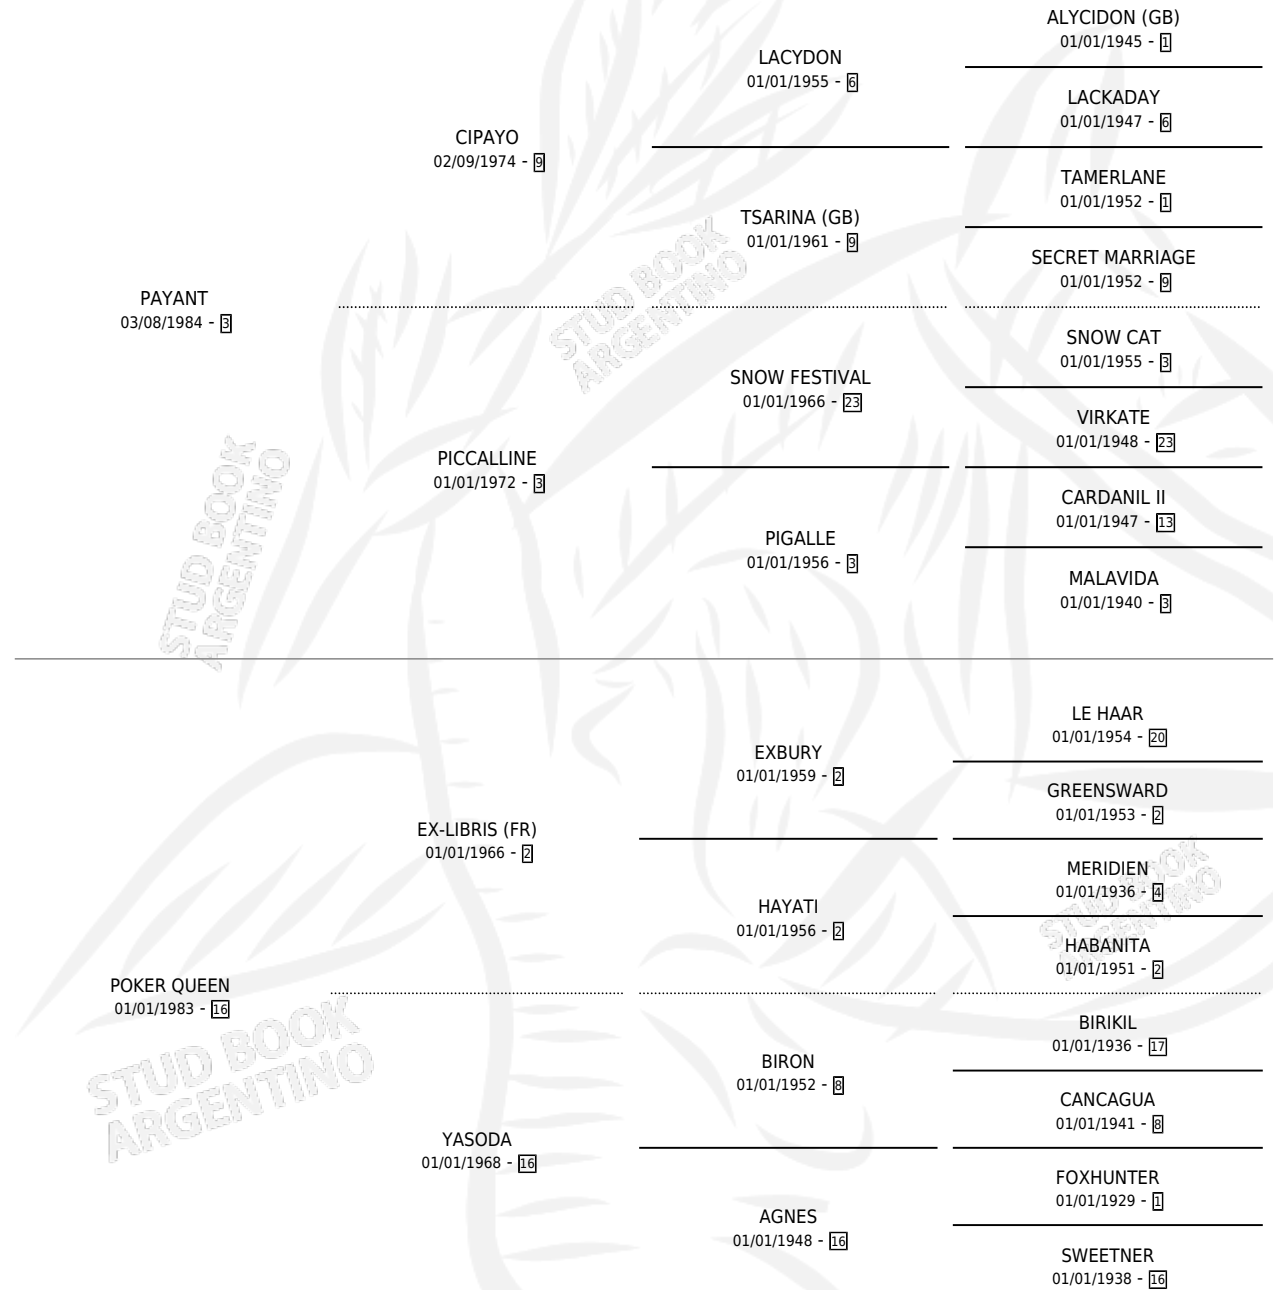 ALYCIDON (GB)
01/01/1945 - 1
LACYDON
01/01/1955 - 6
LACKADAY
01/01/1947 - 6
CIPAYO
02/09/1974 - 9
TAMERLANE
01/01/1952 - 1
TSARINA (GB)
01/01/1961 - 9
SECRET MARRIAGE
01/01/1952 - 9
PAYANT
03/08/1984 - 3
SNOW CAT
01/01/1955 - 3
SNOW FESTIVAL
01/01/1966 - 23
VIRKATE
01/01/1948 - 23
PICCALLINE
01/01/1972 - 3
CARDANIL II
01/01/1947 - 13
PIGALLE
01/01/1956 - 3
MALAVIDA
01/01/1940 - 3
LE HAAR
01/01/1954 - 20
EXBURY
01/01/1959 - 2
GREENSWARD
01/01/1953 - 2
EX-LIBRIS (FR)
01/01/1966 - 2
MERIDIEN
01/01/1936 - 4
HAYATI
01/01/1956 - 2
HABANITA
01/01/1951 - 2
POKER QUEEN
01/01/1983 - 16
BIRIKIL
01/01/1936 - 17
BIRON
01/01/1952 - 8
CANCAGUA
01/01/1941 - 8
YASODA
01/01/1968 - 16
FOXHUNTER
01/01/1929 - 1
AGNES
01/01/1948 - 16
SWEETNER
01/01/1938 - 16
STUD BOOK
ARGENTINO
STUD BOOK
ARGENTINO
STUD BOOK
ARGENTINO
STUD BOOK
ARGENTINO